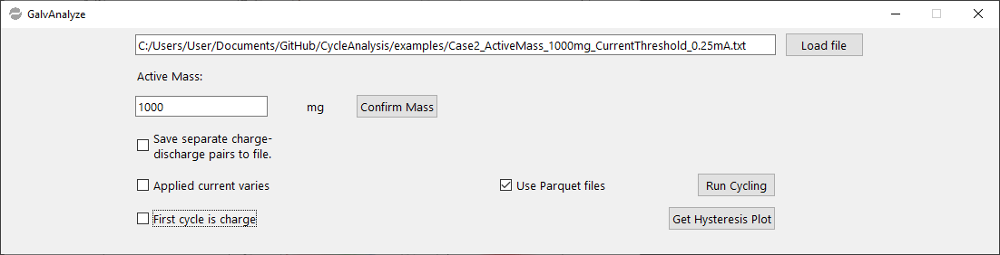 GalvAnalyze
C:/Users/User/Documents/GitHub/CycleAnalysis/examples/Case2_ActiveMass_1000mg_CurrentThreshold_0.25mA.txt
Load file
Active Mass:
1000
mg
Confirm Mass
Save separate charge-
discharge pairs to file.
Applied current varies
Use Parquet files
Run Cycling
First cycle is charge
Get Hysteresis Plot